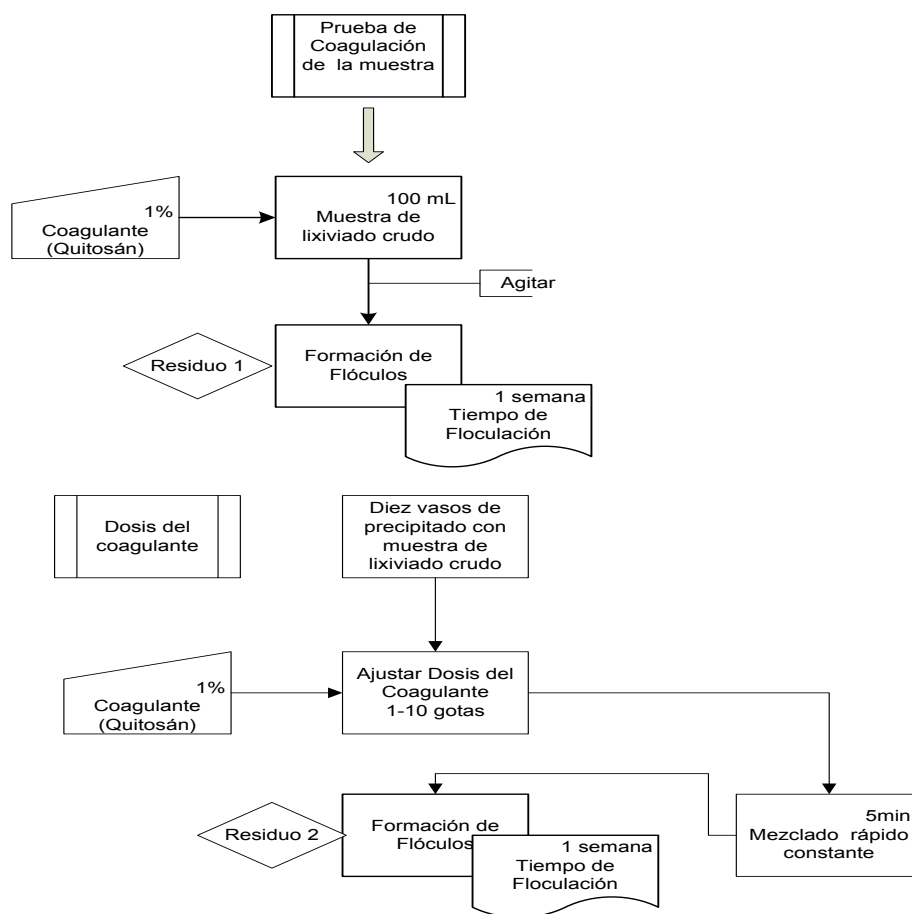 Prueba de
Coagulación
de la muestra
1%
Coagulante
(Quitosán)
100 mL
Muestra de
lixiviado crudo
Agitar
Residuo 1
Formación de
Flóculos
1 semana
Tiempo de
Floculación
Dosis del
coagulante
Diez vasos de
precipitado con
muestra de
lixiviado crudo
1%
Coagulante
(Quitosán)
Ajustar Dosis del
Coagulante
1-10 gotas
5min
Mezclado rápido
constante
Residuo 2
Formación de
Flóculos
1 semana
Tiempo de
Floculación